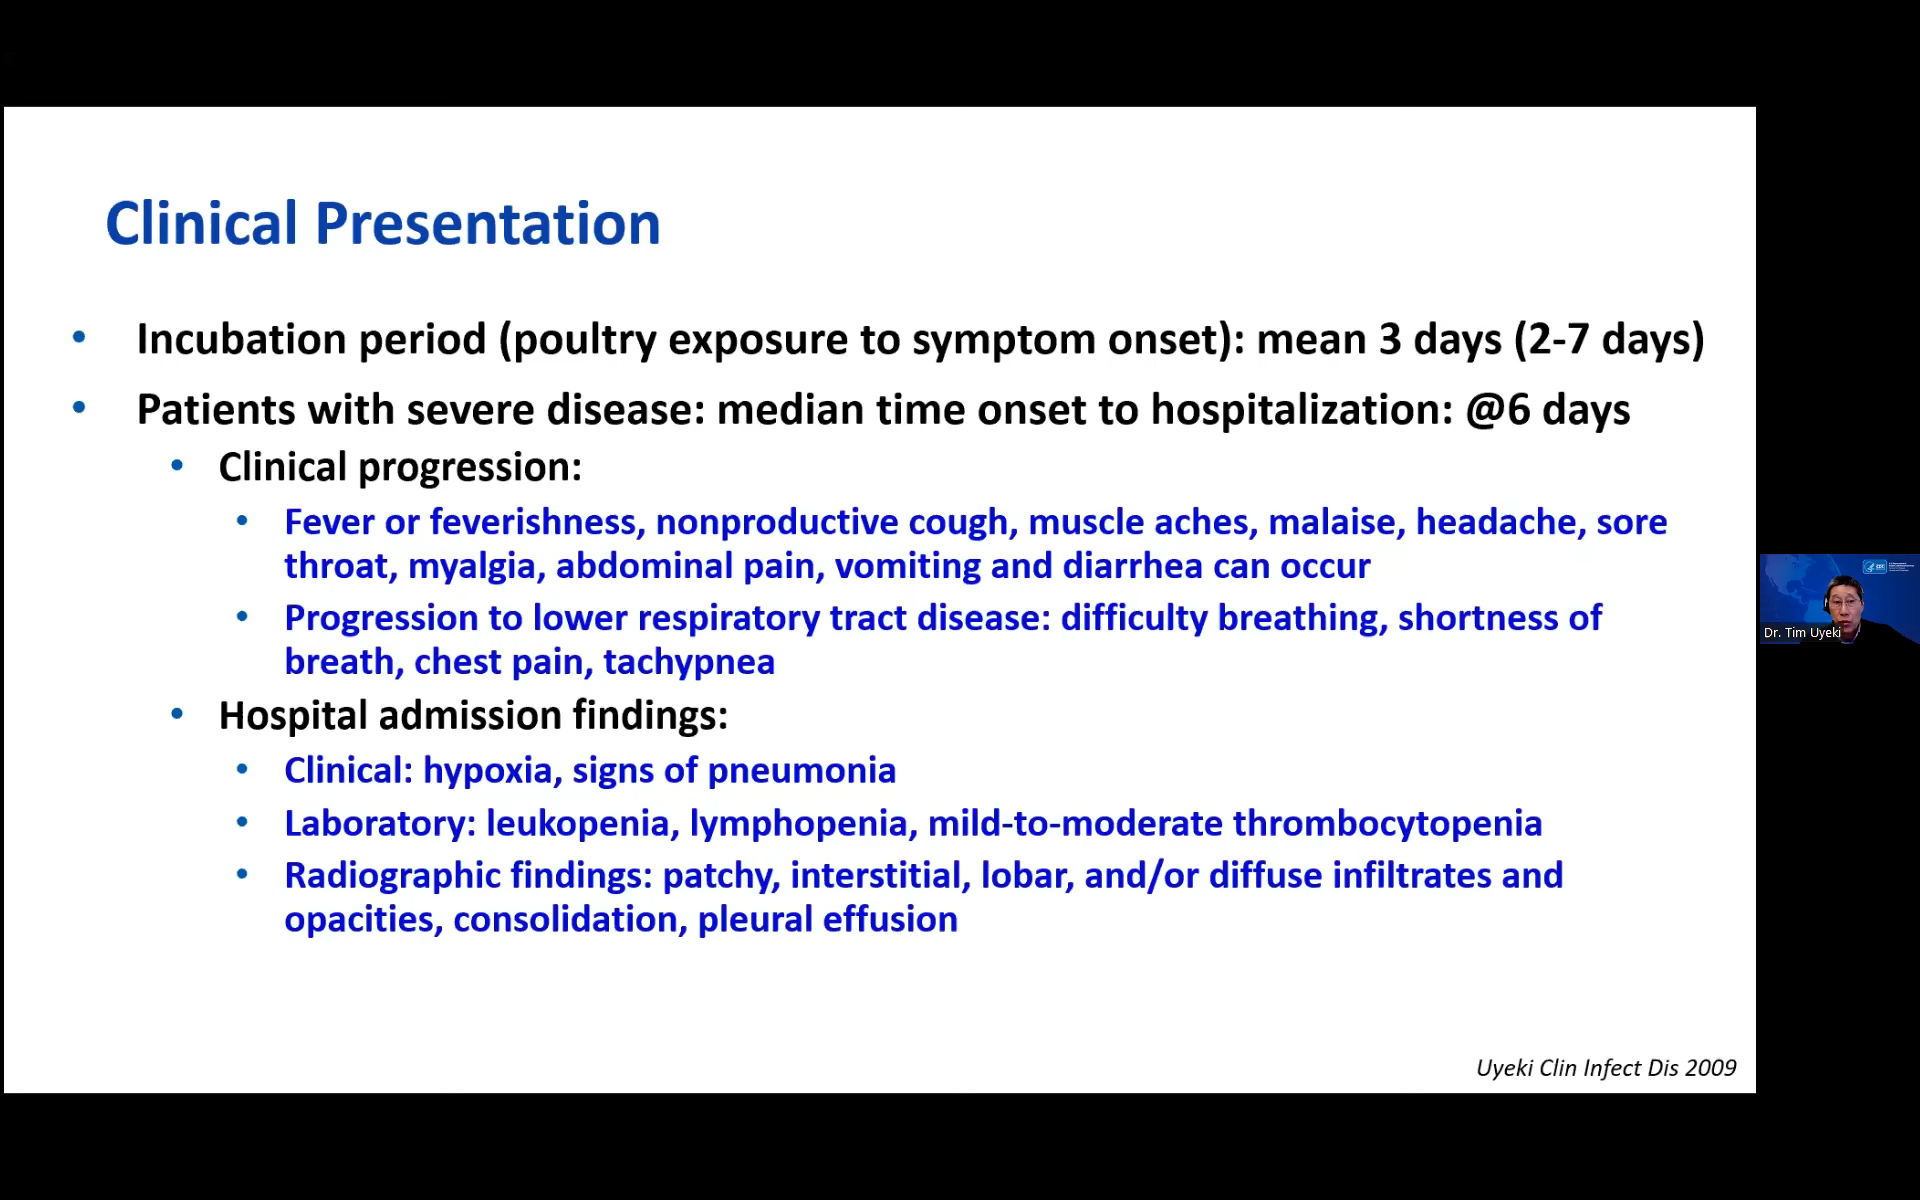 Clinical Presentation
• Incubation period (poultry exposure to symptom onset): mean 3 days (2-7 days)
• Patients with severe disease: median time onset to hospitalization: @6 days
• Clinical progression:
• Fever or feverishness, nonproductive cough, muscle aches, malaise, headache, sore
throat, myalgia, abdominal pain, vomiting and diarrhea can occur
• Progression to lower respiratory tract disease: difficulty breathing, shortness of
breath, chest pain, tachypnea
• Hospital admission findings:
• Clinical: hypoxia, signs of pneumonia
• Laboratory: leukopenia, lymphopenia, mild-to-moderate thrombocytopenia
• Radiographic findings: patchy, interstitial, lobar, and/or diffuse infiltrates and
opacities, consolidation, pleural effusion
Uyeki Clin Infect Dis 2009
CDC
Dr. Tim Uyeki